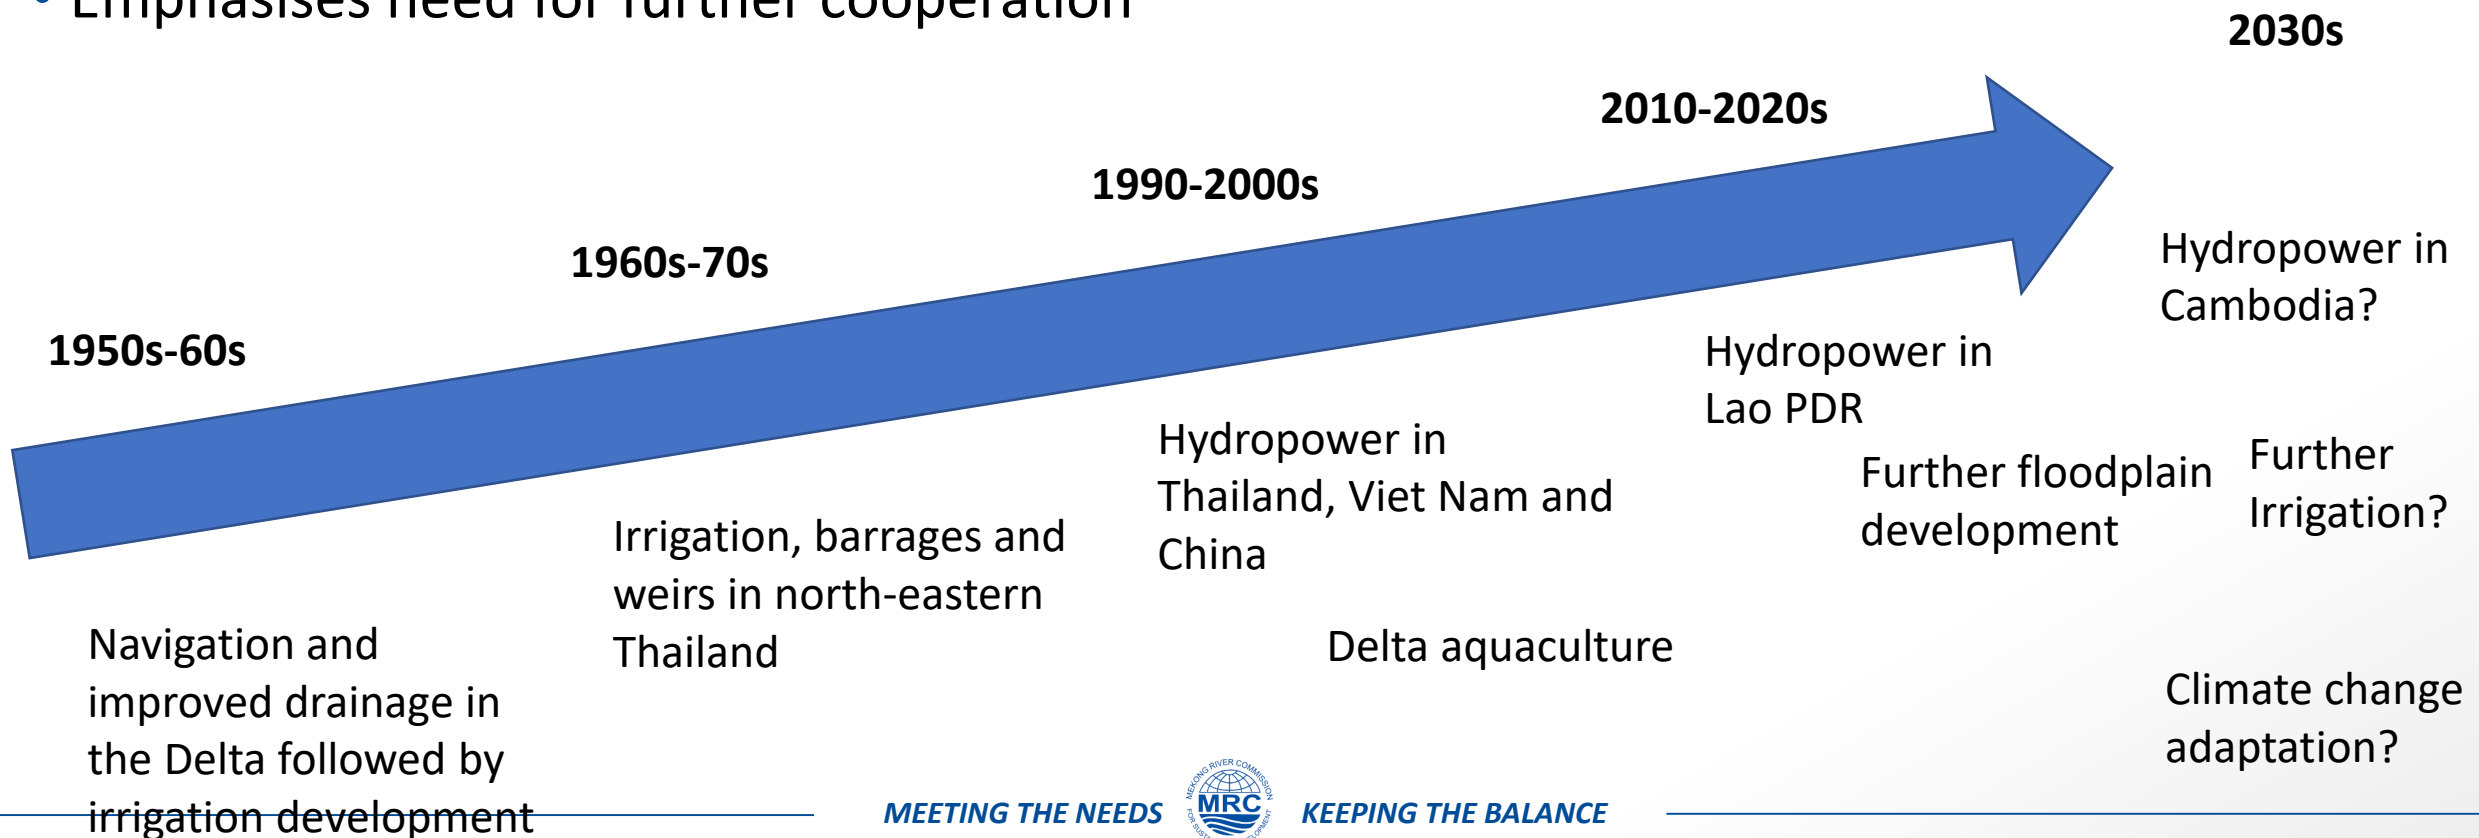 • Emphasises need for further cooperation
2030s
2010-2020s
1990-2000s
1960s-70s
1950s-60s
Navigation and
improved drainage in
the Delta followed by
irrigation development
Irrigation, barrages and
weirs in north-eastern
Thailand
Hydropower in
Thailand, Viet Nam and
China
Delta aquaculture
Hydropower in
Lao PDR
Further floodplain
development
Hydropower in
Cambodia?
Further
Irrigation?
Climate change
adaptation?
MEETING THE NEEDS
MEKONG RIVER COMMISSION
MRC
KEEPING THE BALANCE